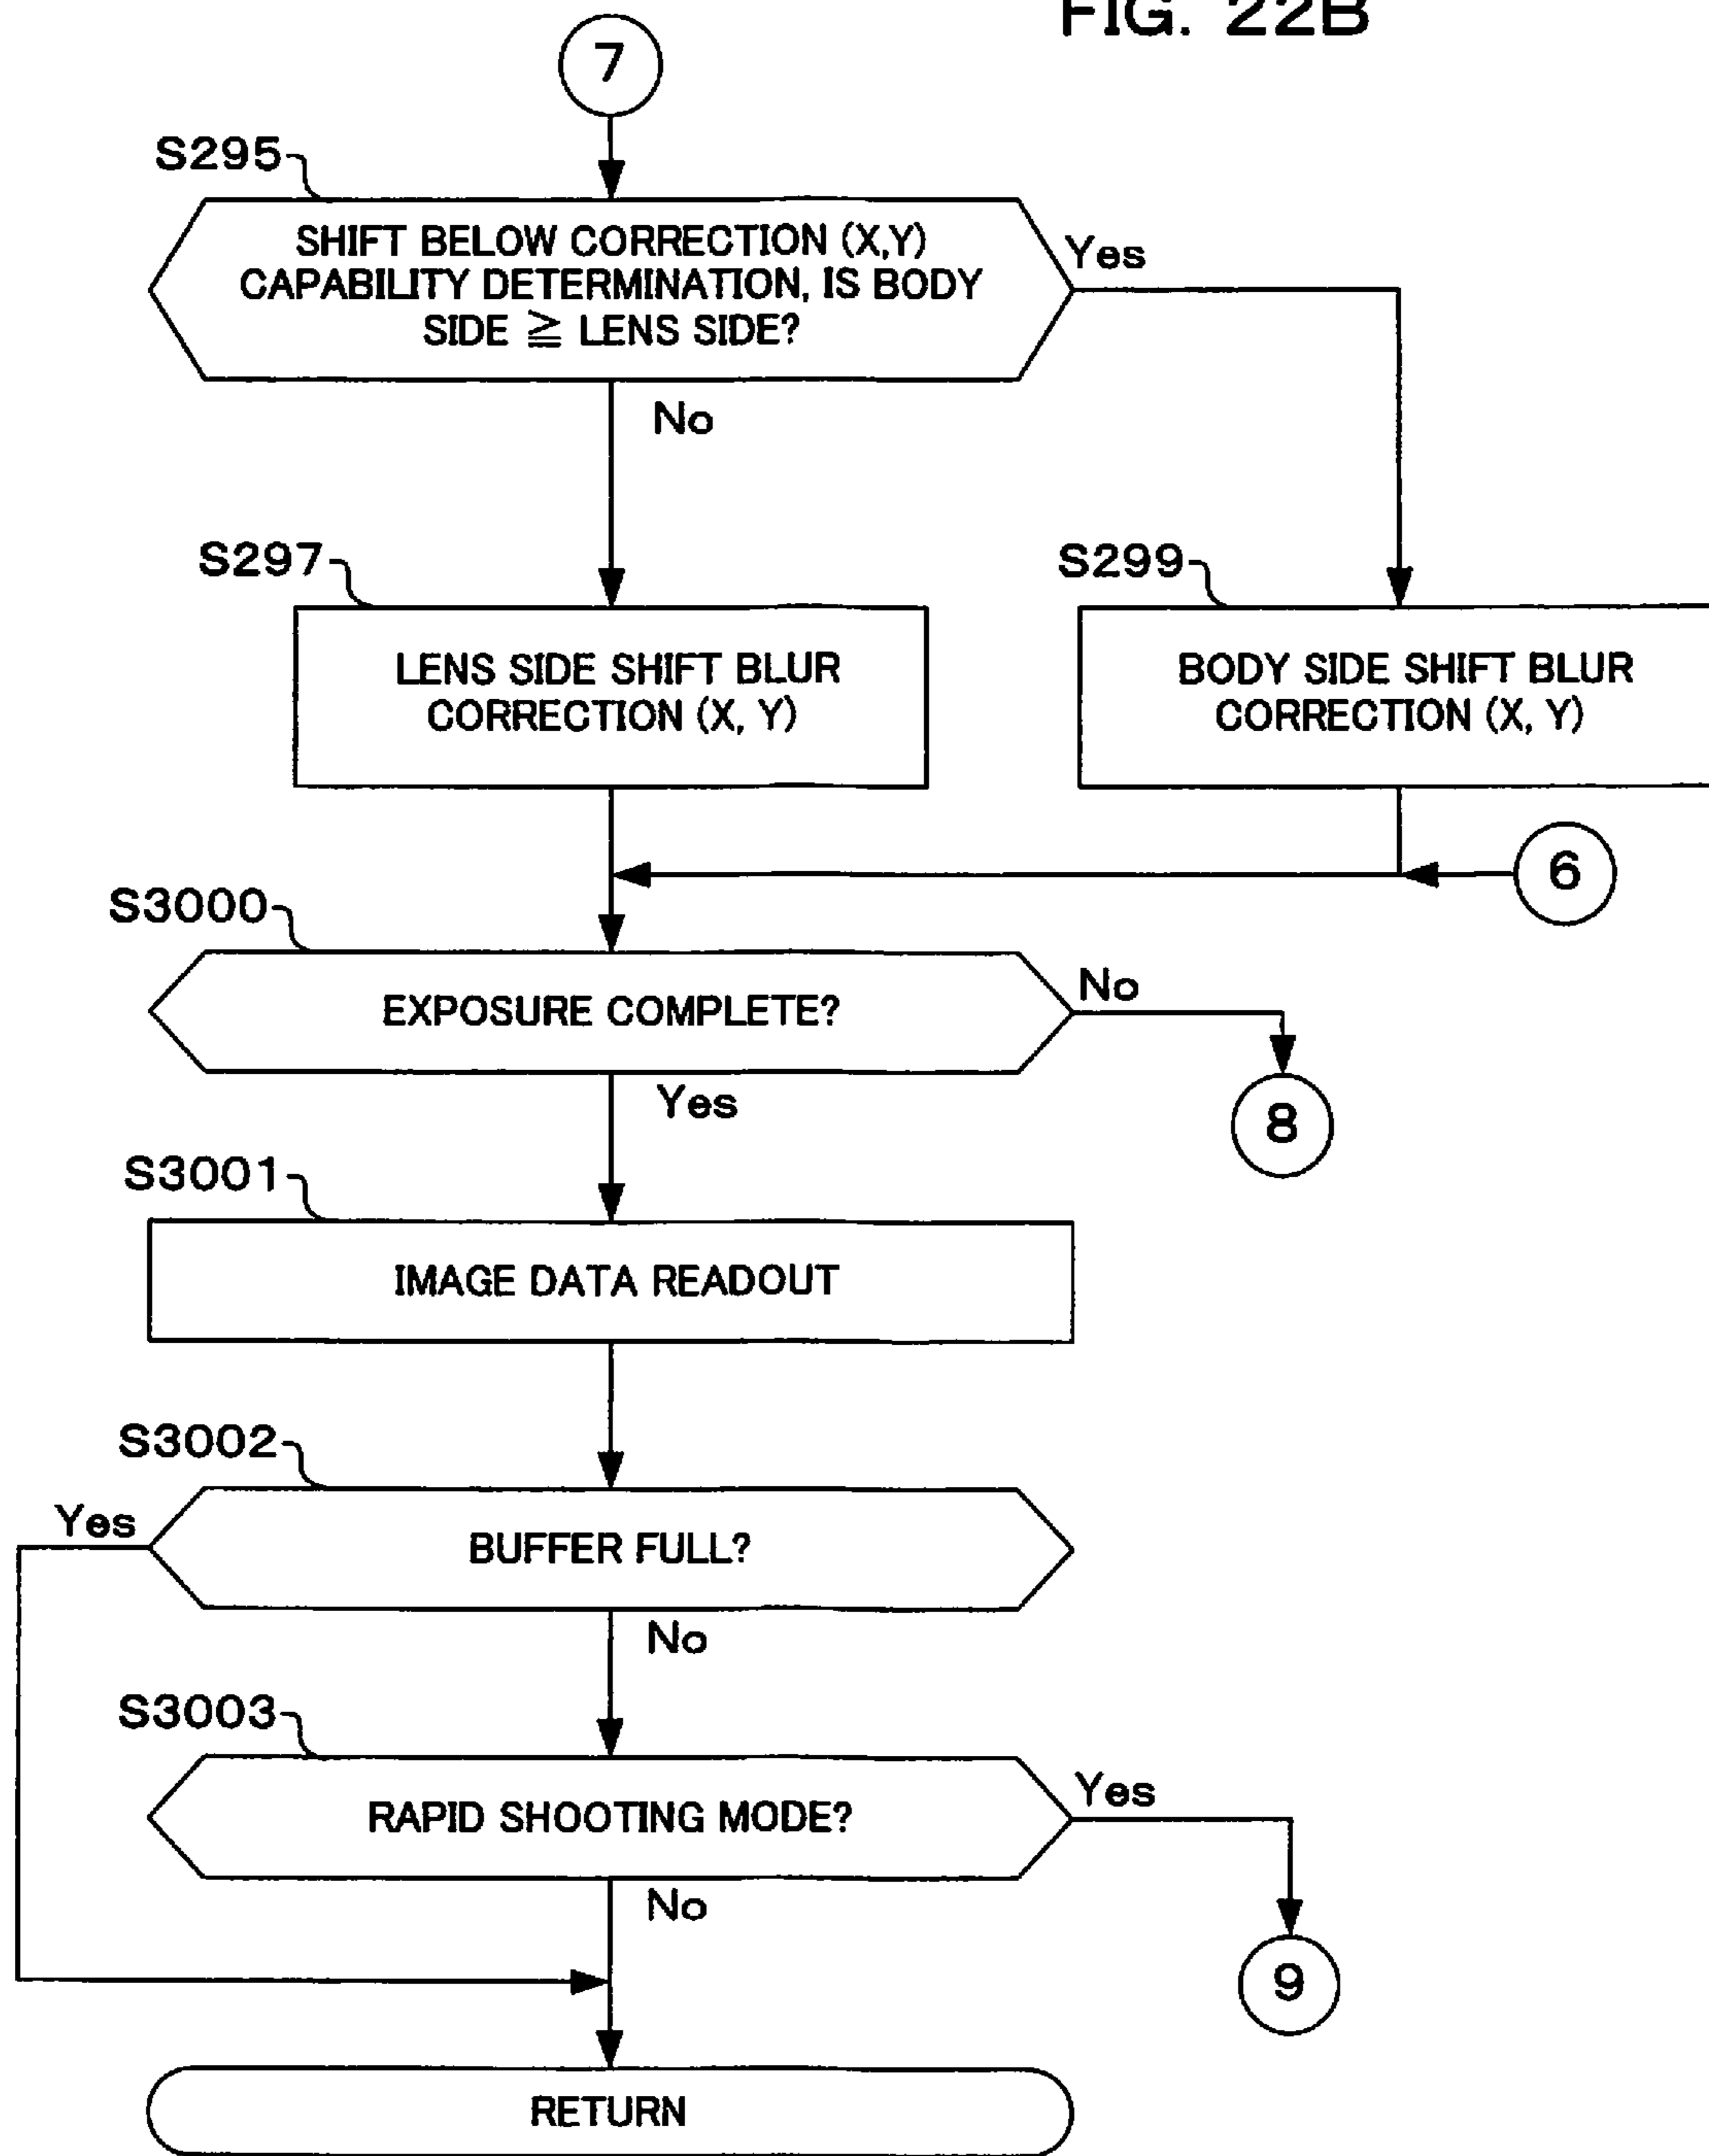 FIG. 22B
7
S295
SHIFT BELOW CORRECTION (X,Y)
CAPABILITY DETERMINATION, IS BODY
SIDE ≧ LENS SIDE?
Yes
No
S297
LENS SIDE SHIFT BLUR
CORRECTION (X, Y)
S299
BODY SIDE SHIFT BLUR
CORRECTION (X, Y)
6
S3000
EXPOSURE COMPLETE?
No
8
Yes
S3001
IMAGE DATA READOUT
S3002
Yes
BUFFER FULL?
No
S3003
RAPID SHOOTING MODE?
Yes
No
9
RETURN